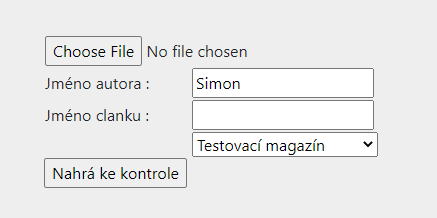 Choose File No file chosen
Jméno autora : Simon
Jméno clanku :
Testovací magazín
Nahrá ke kontrole